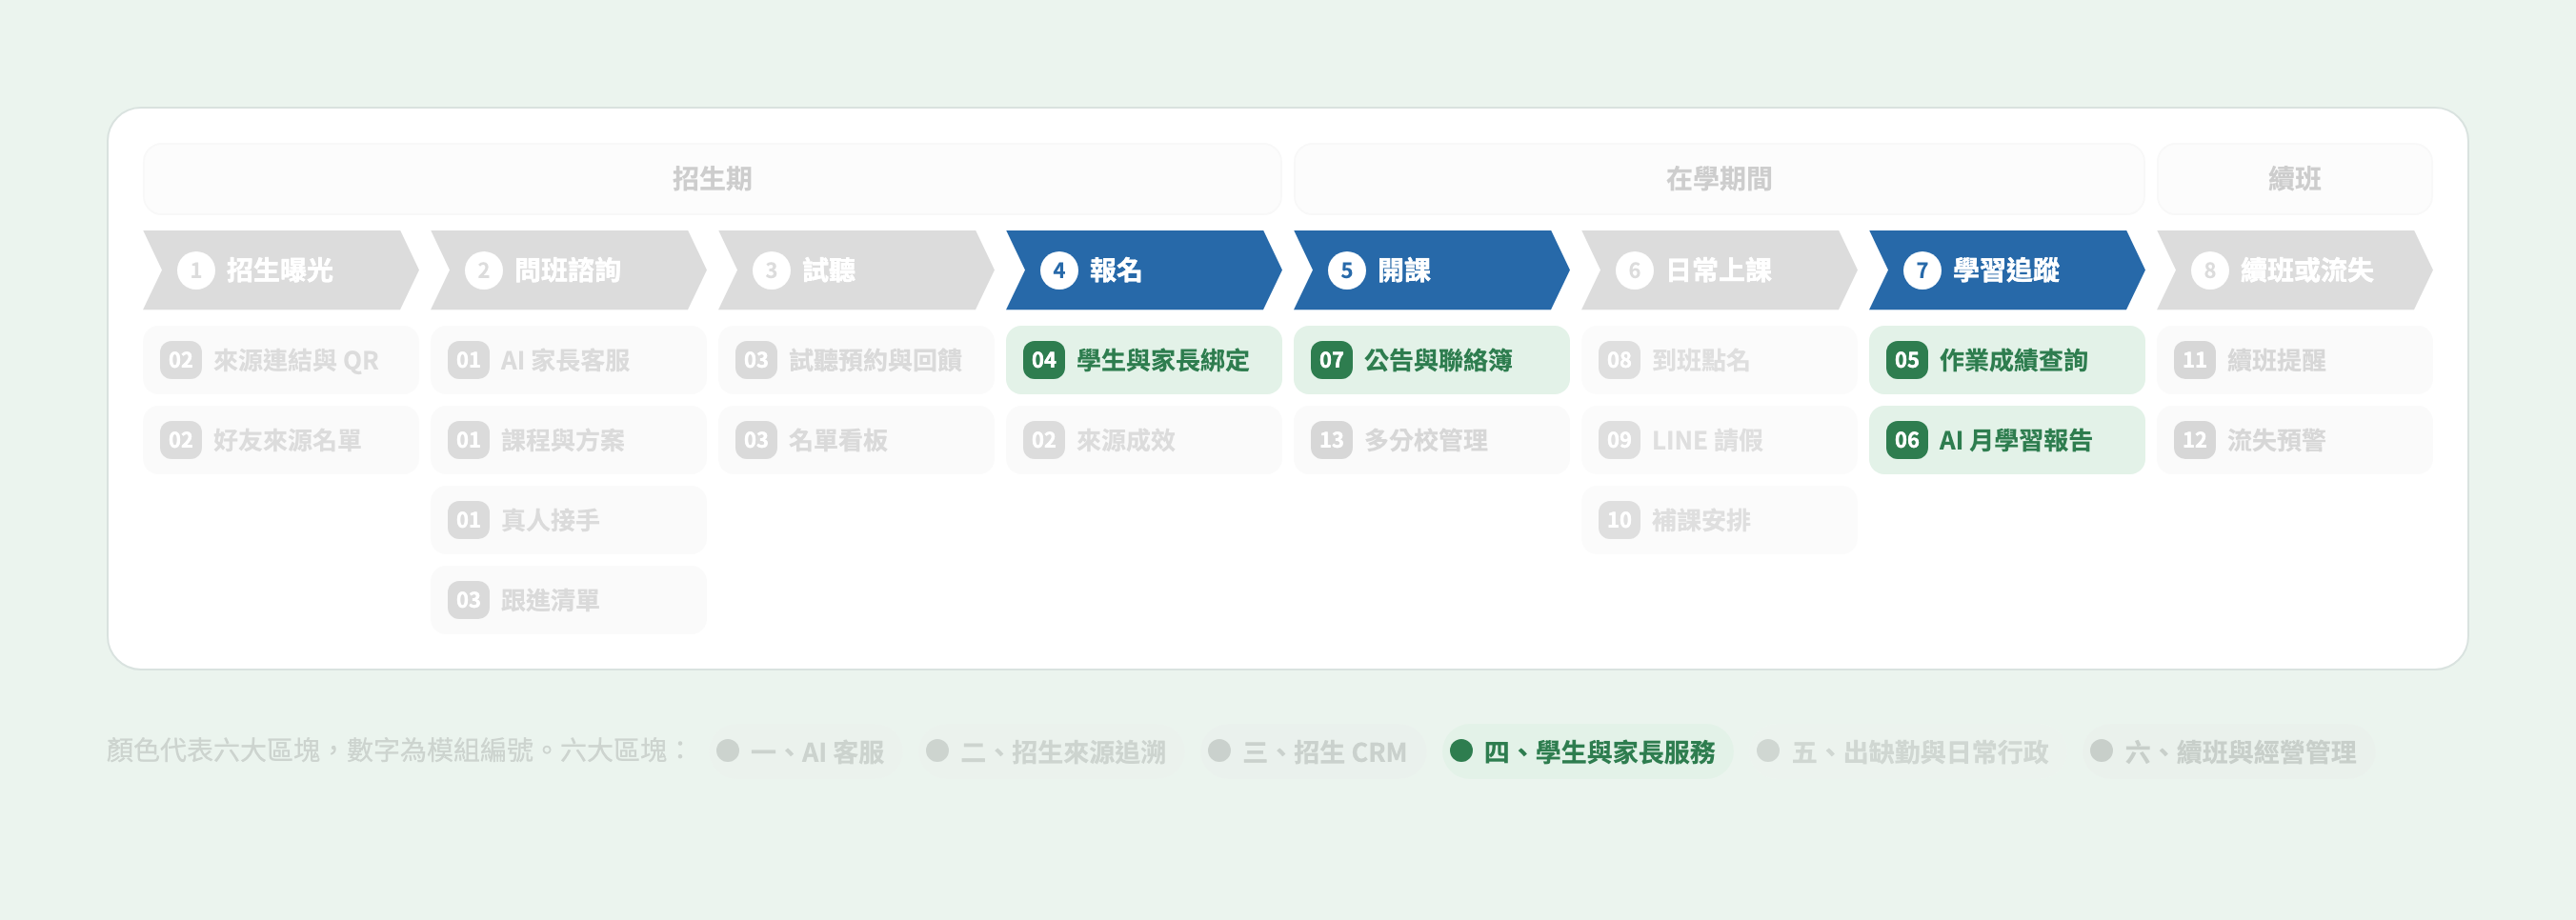 招生期
在學期間
續班
1 招生曝光
2 問班諮詢
3 試聽
4 報名
5 開課
6 日常上課
7 學習追蹤
8 續班或流失
02 來源連結與 QR
01 AI 家長客服
03 試聽預約與回饋
04 學生與家長綁定
07 公告與聯絡簿
08 到班點名
05 作業成績查詢
11 續班提醒
02 好友來源名單
01 課程與方案
03 名單看板
02 來源成效
13 多分校管理
09 LINE 請假
06 AI 月學習報告
12 流失預警
01 真人接手
10 補課安排
03 跟進清單
顏色代表六大區塊，數字為模組編號。六大區塊：
一、AI 客服
二、招生來源追溯
三、招生 CRM
四、學生與家長服務
五、出缺勤與日常行政
六、續班與經營管理